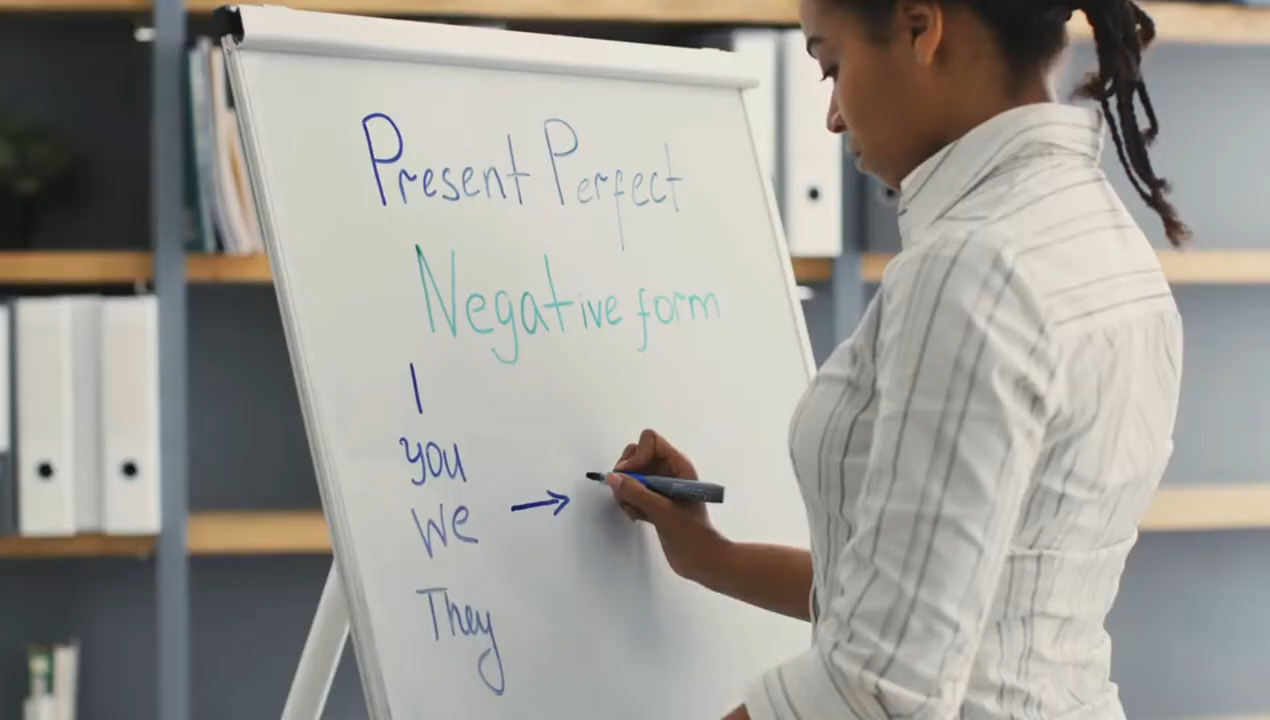 Present Perfect
Negative form
I
you
We →
They